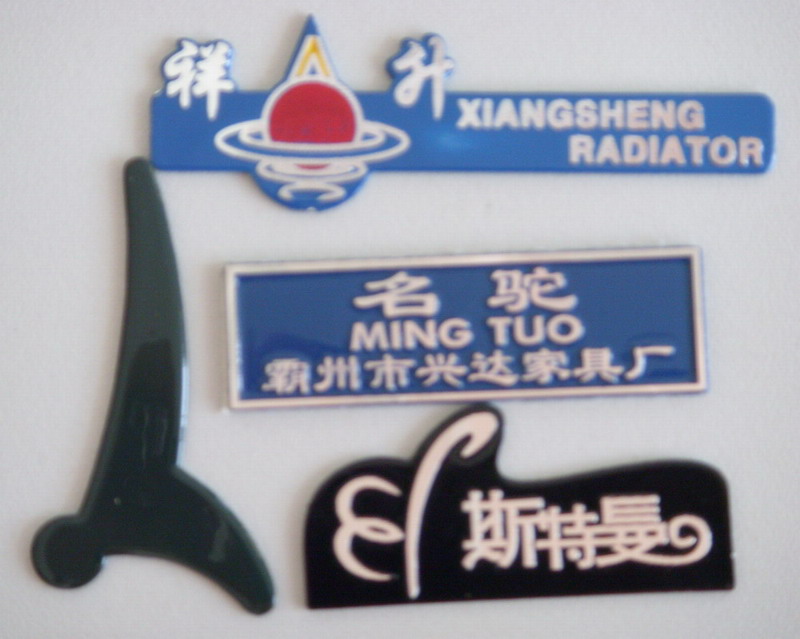 祥 升
XIANGSHENG
RADIATOR
名 驼
MING TUO
霸州市兴达家具厂
斯特曼